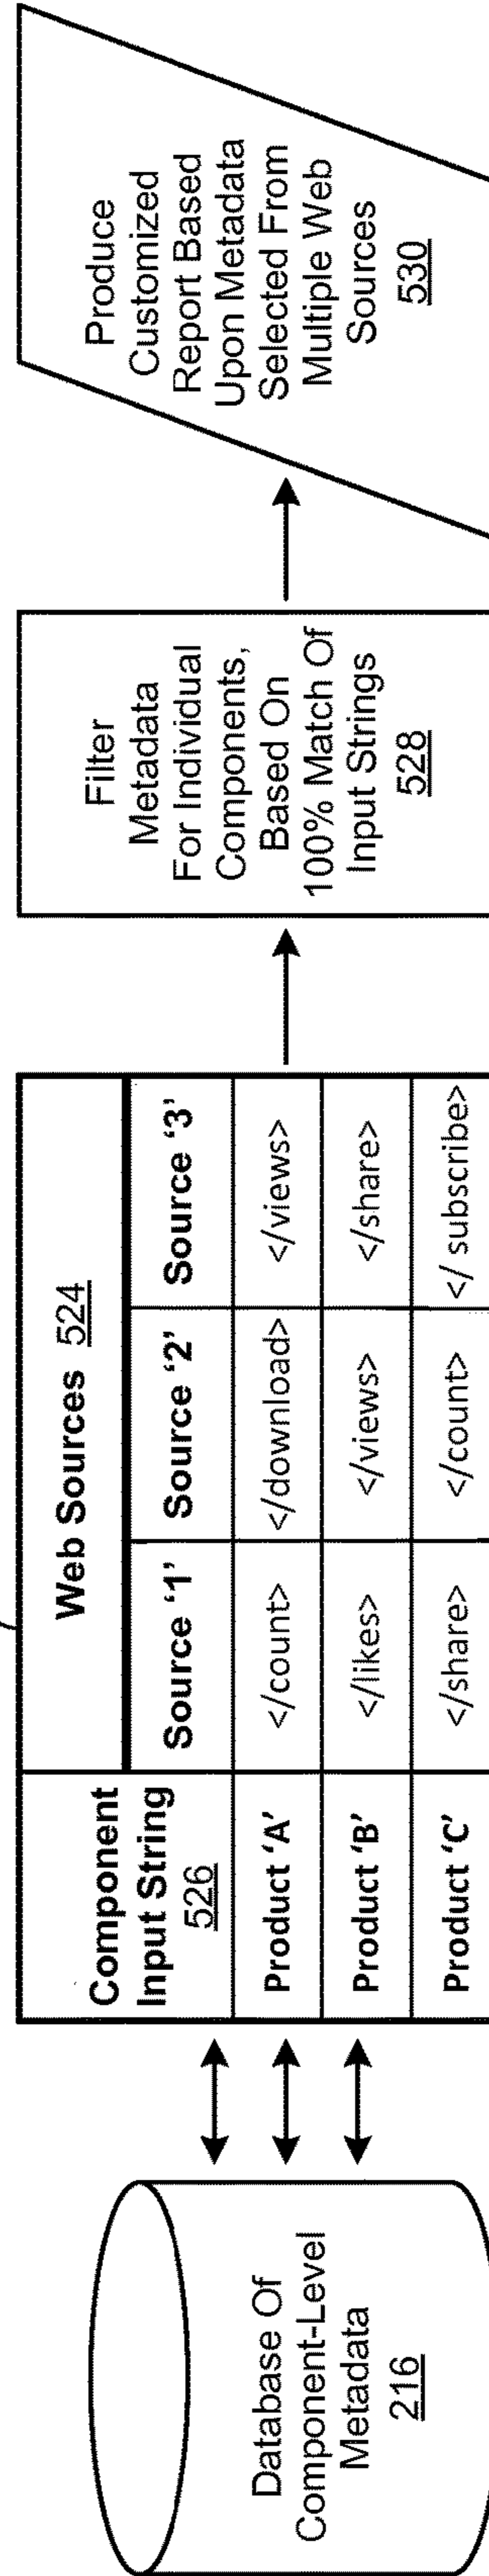 Database Of
Component-Level
Metadata
216
Component
Input String
526
Web Sources 524
Source ‘1’ Source ‘2’ Source ‘3’
Product ‘A’ </count> </download> </views>
Product ‘B’ </likes> </views> </share>
Product ‘C’ </share> </count> </ subscribe>
Filter
Metadata
For Individual
Components,
Based On
100% Match Of
Input Strings
528
Produce
Customized
Report Based
Upon Metadata
Selected From
Multiple Web
Sources
530